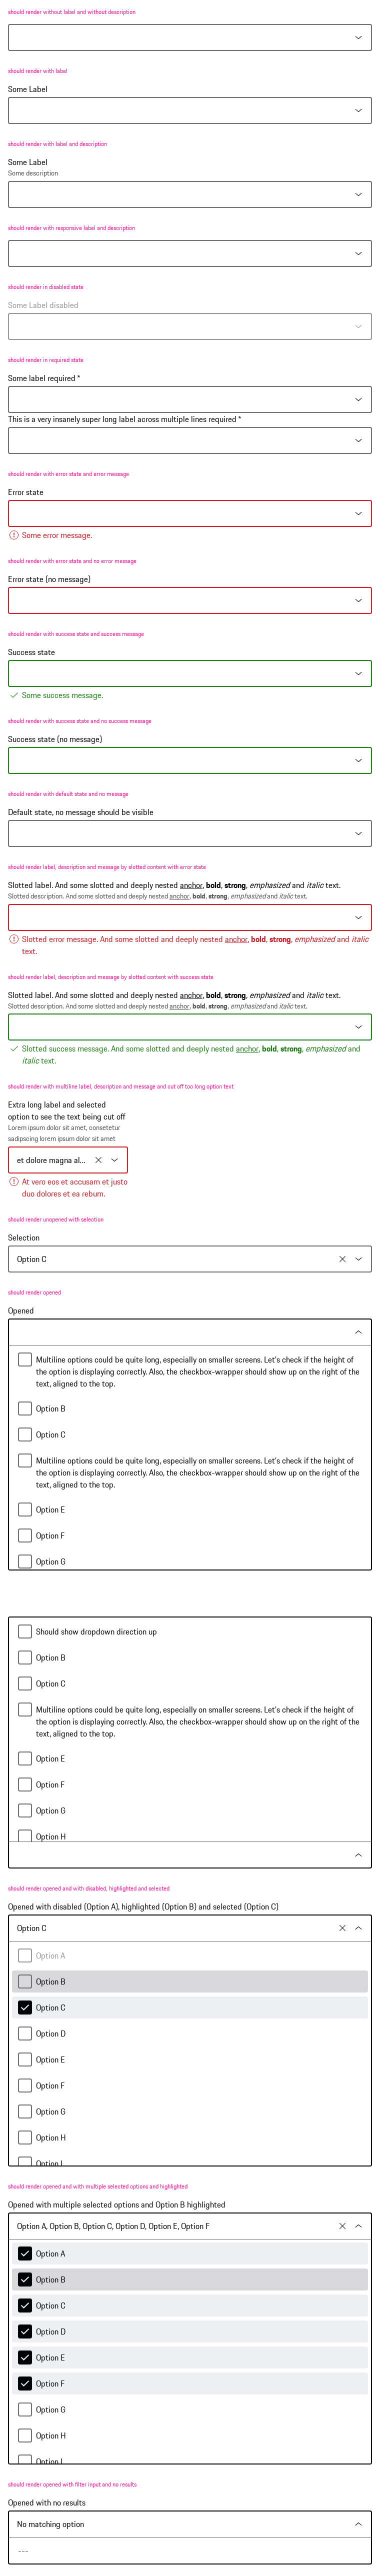 should render without label and without description
should render with label
Some Label
should render with label and description
Some Label
Some description
should render with responsive label and description
should render in disabled state
Some Label disabled
should render in required state
Some label required *
This is a very insanely super long label across multiple lines required *
should render with error state and error message
Error state
Some error message.
should render with error state and no error message
Error state (no message)
should render with success state and success message
Success state
Some success message.
should render with success state and no success message
Success state (no message)
should render with default state and no message
Default state, no message should be visible
should render label, description and message by slotted content with error state
Slotted label. And some slotted and deeply nested anchor, bold, strong, emphasized and italic text.
Slotted description. And some slotted and deeply nested anchor, bold, strong, emphasized and italic text.
Slotted error message. And some slotted and deeply nested anchor, bold, strong, emphasized and italic
text.
should render label, description and message by slotted content with success state
Slotted label. And some slotted and deeply nested anchor, bold, strong, emphasized and italic text.
Slotted description. And some slotted and deeply nested anchor, bold, strong, emphasized and italic text.
Slotted success message. And some slotted and deeply nested anchor, bold, strong, emphasized and
italic text.
should render with multiline label, description and message and cut off too long option text
Extra long label and selected
option to see the text being cut off
Lorem ipsum dolor sit amet, consetetur
sadipscing lorem ipsum dolor sit amet
et dolore magna al...
At vero eos et accusam et justo
duo dolores et ea rebum.
should render unopened with selection
Selection
Option C
should render opened
Opened
Multiline options could be quite long, especially on smaller screens. Let's check if the height of
the option is displaying correctly. Also, the checkbox-wrapper should show up on the right of the
text, aligned to the top.
Option B
Option C
Multiline options could be quite long, especially on smaller screens. Let's check if the height of
the option is displaying correctly. Also, the checkbox-wrapper should show up on the right of the
text, aligned to the top.
Option E
Option F
Option G
Should show dropdown direction up
Option B
Option C
Multiline options could be quite long, especially on smaller screens. Let's check if the height of
the option is displaying correctly. Also, the checkbox-wrapper should show up on the right of the
text, aligned to the top.
Option E
Option F
Option G
Option H
should render opened and with disabled, highlighted and selected
Opened with disabled (Option A), highlighted (Option B) and selected (Option C)
Option C
Option A
Option B
Option C
Option D
Option E
Option F
Option G
Option H
Option I
should render opened and with multiple selected options and highlighted
Opened with multiple selected options and Option B highlighted
Option A, Option B, Option C, Option D, Option E, Option F
Option A
Option B
Option C
Option D
Option E
Option F
Option G
Option H
Option I
should render opened with filter input and no results
Opened with no results
No matching option
---